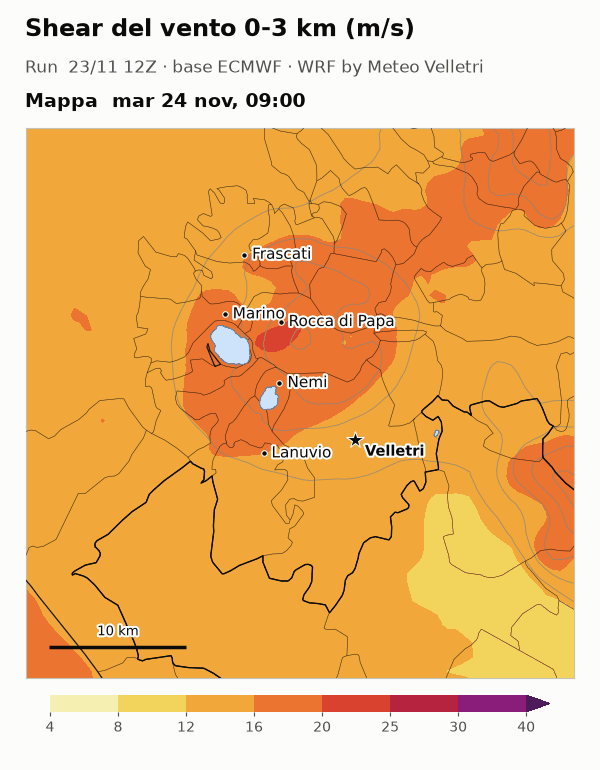 Shear del vento 0-3 km (m/s)
Run  23/11 12Z · base ECMWF · WRF by Meteo Velletri
Mappa  mar 24 nov, 09:00
Frascati
Marino
Rocca di Papa
Nemi
Velletri
Lanuvio
10 km
4 8 12 16 20 25 30 40